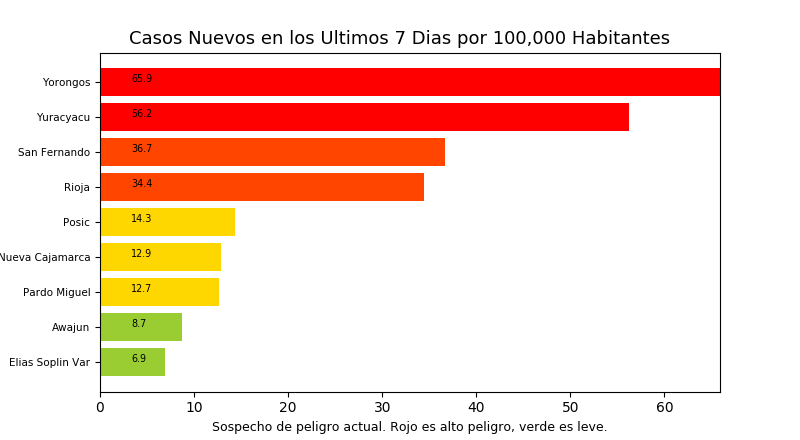 Casos Nuevos en los Ultimos 7 Dias por 100,000 Habitantes
Yorongos 65.9
Yuracyacu 56.2
San Fernando 36.7
Rioja 34.4
Posic 14.3
Nueva Cajamarca 12.9
Pardo Miguel 12.7
Awajun 8.7
Elias Soplin Var 6.9
0 10 20 30 40 50 60
Sospecho de peligro actual. Rojo es alto peligro, verde es leve.